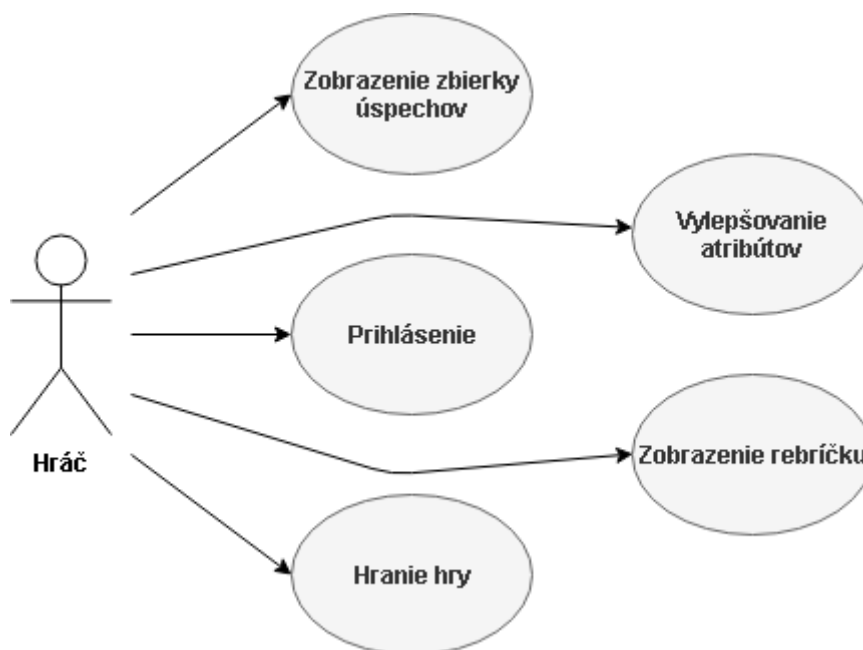 Zobrazenie zbierky
úspechov
Vylepšovanie
atribútov
Prihlásenie
Hráč
Zobrazenie rebríčku
Hranie hry